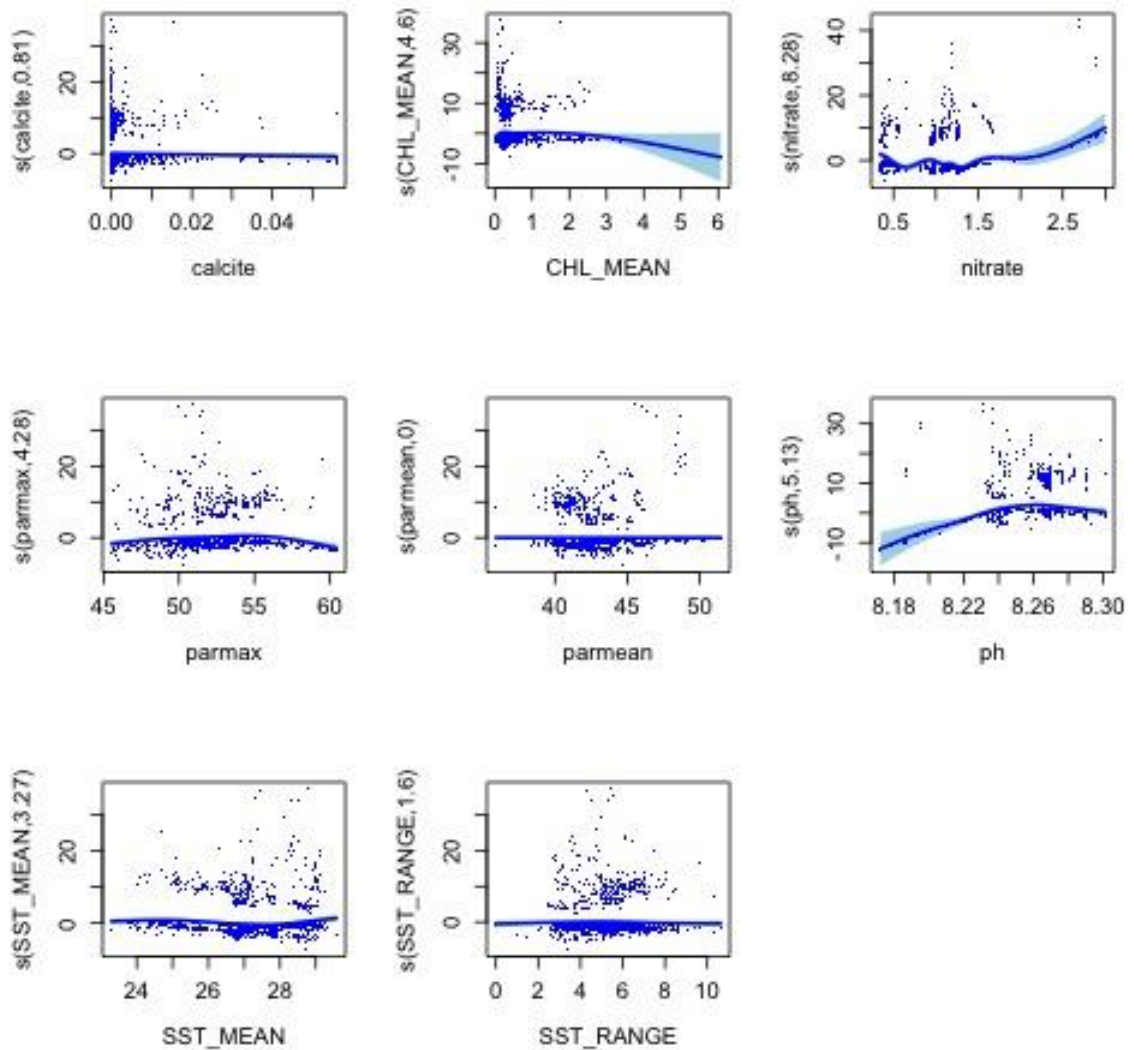 s(calcite,0.81)
20
0
0.00 0.02 0.04
calcite
s(CHL_MEAN,4.6)
30
10
-10
0 1 2 3 4 5 6
CHL_MEAN
s(nitrate,8.28)
40
20
0
0.5 1.5 2.5
nitrate
s(parmax,4.28)
20
0
45 50 55 60
parmax
s(parmean,0)
20
0
40 45 50
parmean
s(ph,5.13)
30
10
-10
8.18 8.22 8.26 8.30
ph
s(SST_MEAN,3.27)
20
0
24 26 28
SST_MEAN
s(SST_RANGE,1.6)
20
0
0 2 4 6 8 10
SST_RANGE